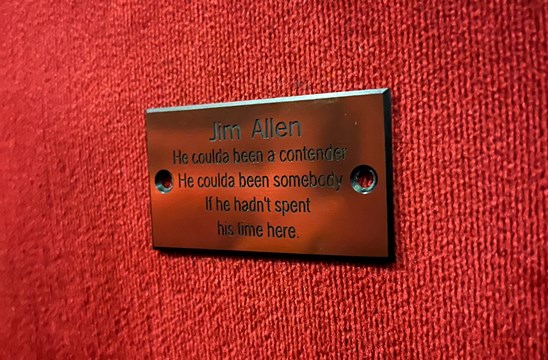 Jim Allen
He coulda been a contender
He coulda been somebody
If he hadn't spent
his time here.